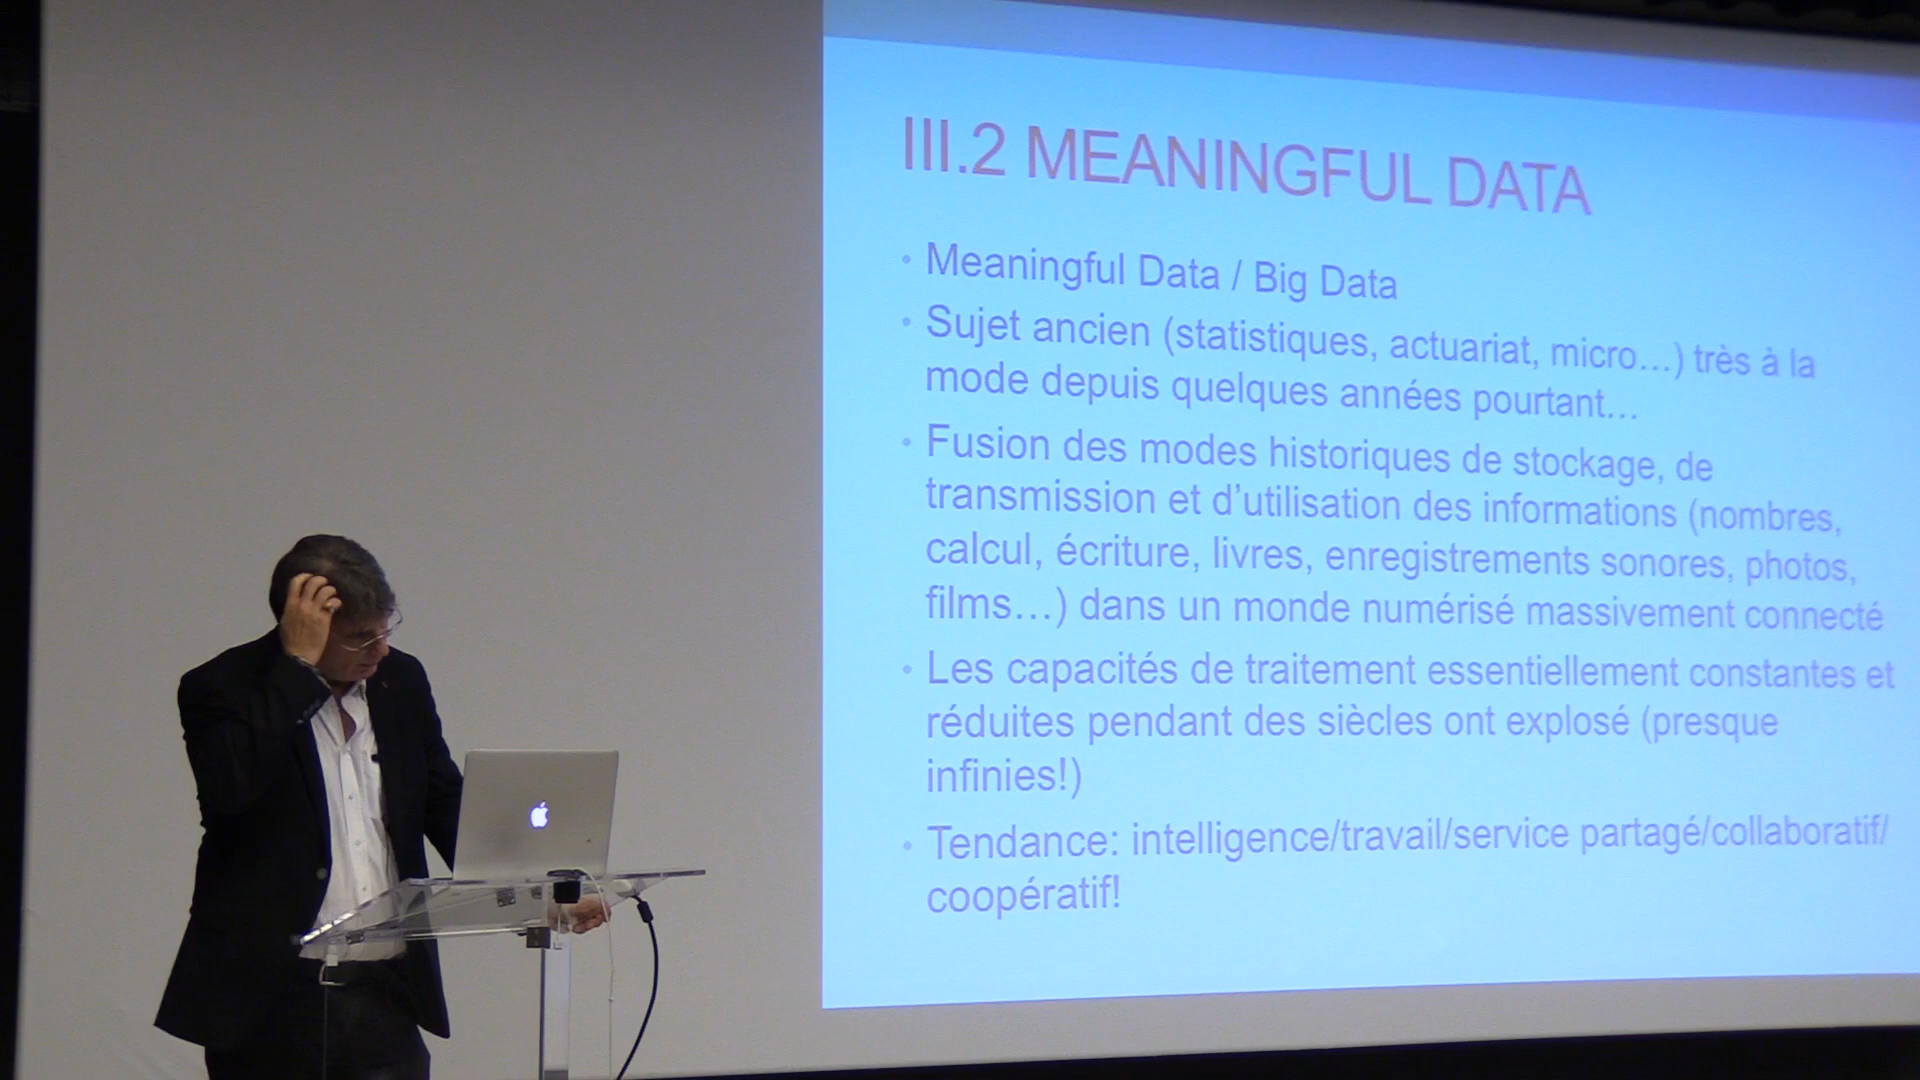 III.2 MEANINGFUL DATA
• Meaningful Data / Big Data
• Sujet ancien (statistiques, actuariat, micro…) très à la
mode depuis quelques années pourtant…
• Fusion des modes historiques de stockage, de
transmission et d’utilisation des informations (nombres,
calcul, écriture, livres, enregistrements sonores, photos,
films…) dans un monde numérisé massivement connecté
• Les capacités de traitement essentiellement constantes et
réduites pendant des siècles ont explosé (presque
infinies!)
• Tendance: intelligence/travail/service partagé/collaboratif/
coopératif!